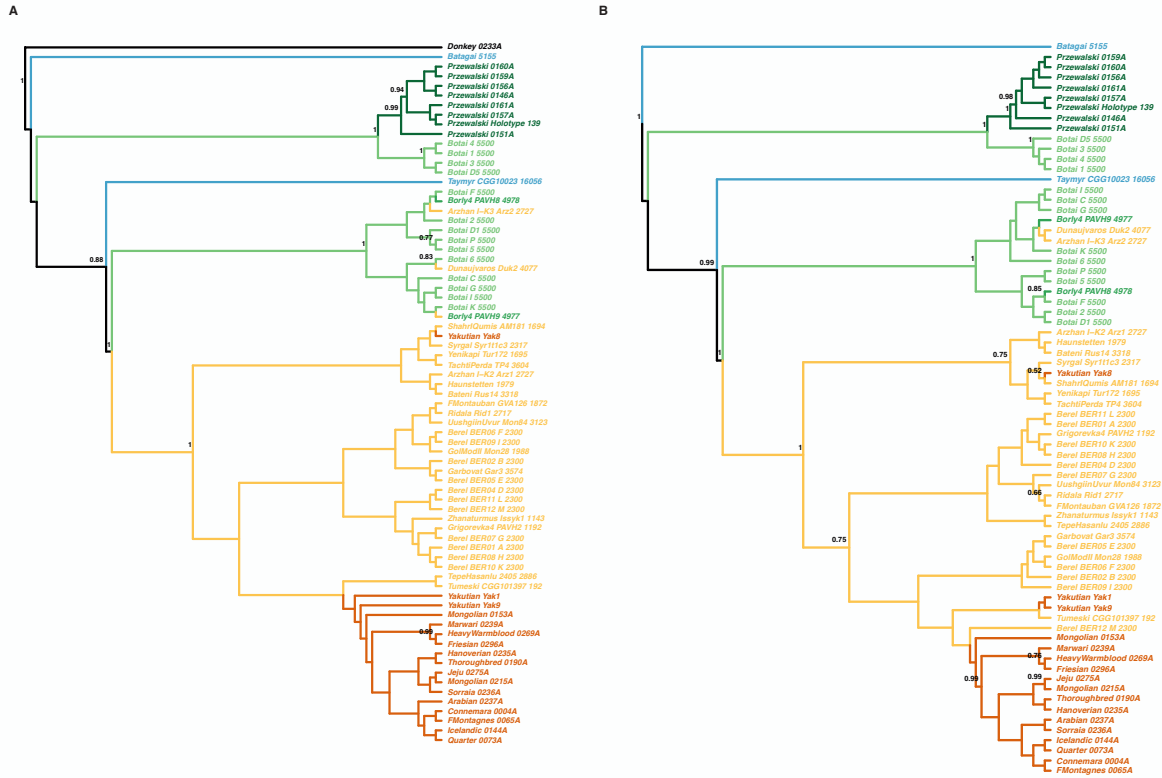 A
Donkey 0233A
Batagai 5155
1
Przewalski 0160A
Przewalski 0159A
0.94
Przewalski 0156A
Przewalski 0146A
0.99
Przewalski 0161A
Przewalski 0157A
Przewalski Holotype 139
1
Przewalski 0151A
Botai 4 5500
1
Botai 1 5500
Botai 3 5500
Botai D5 5500
Taymyr CGG10023 16056
Botai F 5500
Borly4 PAVH8 4978
Arzhan I-K3 Arz2 2727
Botai 2 5500
Botai D1 5500
0.77
Botai P 5500
1
Botai 5 5500
0.83
Botai 6 5500
0.88
Dunaujvaros Duk2 4077
Botai C 5500
Botai G 5500
Botai I 5500
Botai K 5500
Borly4 PAVH9 4977
ShahrIQumis AM181 1694
Yakutian Yak8
1
Syrgal Syr1t1c3 2317
Yenikapi Tur172 1695
TachtiPerda TP4 3604
Arzhan I-K2 Arz1 2727
Haunstetten 1979
Bateni Rus14 3318
FMontauban GVA126 1872
Ridala Rid1 2717
UushgiinUvur Mon84 3123
Berel BER06 F 2300
1
Berel BER09 I 2300
GolModII Mon28 1988
Berel BER02 B 2300
Garbovat Gar3 3574
Berel BER05 E 2300
Berel BER04 D 2300
Berel BER11 L 2300
Berel BER12 M 2300
Zhanaturmus Issyk1 1143
Grigorevka4 PAVH2 1192
Berel BER07 G 2300
Berel BER01 A 2300
Berel BER08 H 2300
Berel BER10 K 2300
TepeHasanlu 2405 2886
Tumeski CGG101397 192
Yakutian Yak1
Yakutian Yak9
Mongolian 0153A
Marwari 0239A
0.99
HeavyWarmblood 0269A
Friesian 0296A
Hanoverian 0235A
Thoroughbred 0190A
Jeju 0275A
Mongolian 0215A
Sorraia 0236A
Arabian 0237A
Connemara 0004A
FMontagnes 0065A
Icelandic 0144A
Quarter 0073A
B
Batagai 5155
Przewalski 0159A
Przewalski 0160A
Przewalski 0156A
Przewalski 0161A
0.98
Przewalski 0157A
1
Przewalski Holotype 139
1
Przewalski 0146A
1
Przewalski 0151A
1
Botai D5 5500
Botai 3 5500
Botai 4 5500
Botai 1 5500
Taymyr CGG10023 16056
Botai I 5500
Botai C 5500
Botai G 5500
Borly4 PAVH9 4977
Dunaujvaros Duk2 4077
Arzhan I-K3 Arz2 2727
Botai K 5500
1
Botai 6 5500
0.99
Botai P 5500
Botai 5 5500
0.85
Borly4 PAVH8 4978
Botai F 5500
Botai 2 5500
Botai D1 5500
Arzhan I-K2 Arz1 2727
Haunstetten 1979
0.75
Bateni Rus14 3318
1
Syrgal Syr1t1c3 2317
0.52
Yakutian Yak8
ShahrIQumis AM181 1694
Yenikapi Tur172 1695
TachtiPerda TP4 3604
Berel BER11 L 2300
Berel BER01 A 2300
Grigorevka4 PAVH2 1192
Berel BER10 K 2300
1
Berel BER08 H 2300
Berel BER04 D 2300
Berel BER07 G 2300
UushgiinUvur Mon84 3123
0.66
Ridala Rid1 2717
FMontauban GVA126 1872
Zhanaturmus Issyk1 1143
TepeHasanlu 2405 2886
Garbovat Gar3 3574
0.75
Berel BER05 E 2300
GolModII Mon28 1988
Berel BER06 F 2300
Berel BER02 B 2300
Berel BER09 I 2300
Yakutian Yak1
Yakutian Yak9
Tumeski CGG101397 192
Berel BER12 M 2300
Mongolian 0153A
Marwari 0239A
0.75
HeavyWarmblood 0269A
Friesian 0296A
0.99
0.99
Jeju 0275A
Mongolian 0215A
Thoroughbred 0190A
Hanoverian 0235A
Arabian 0237A
Sorraia 0236A
Icelandic 0144A
Quarter 0073A
Connemara 0004A
FMontagnes 0065A